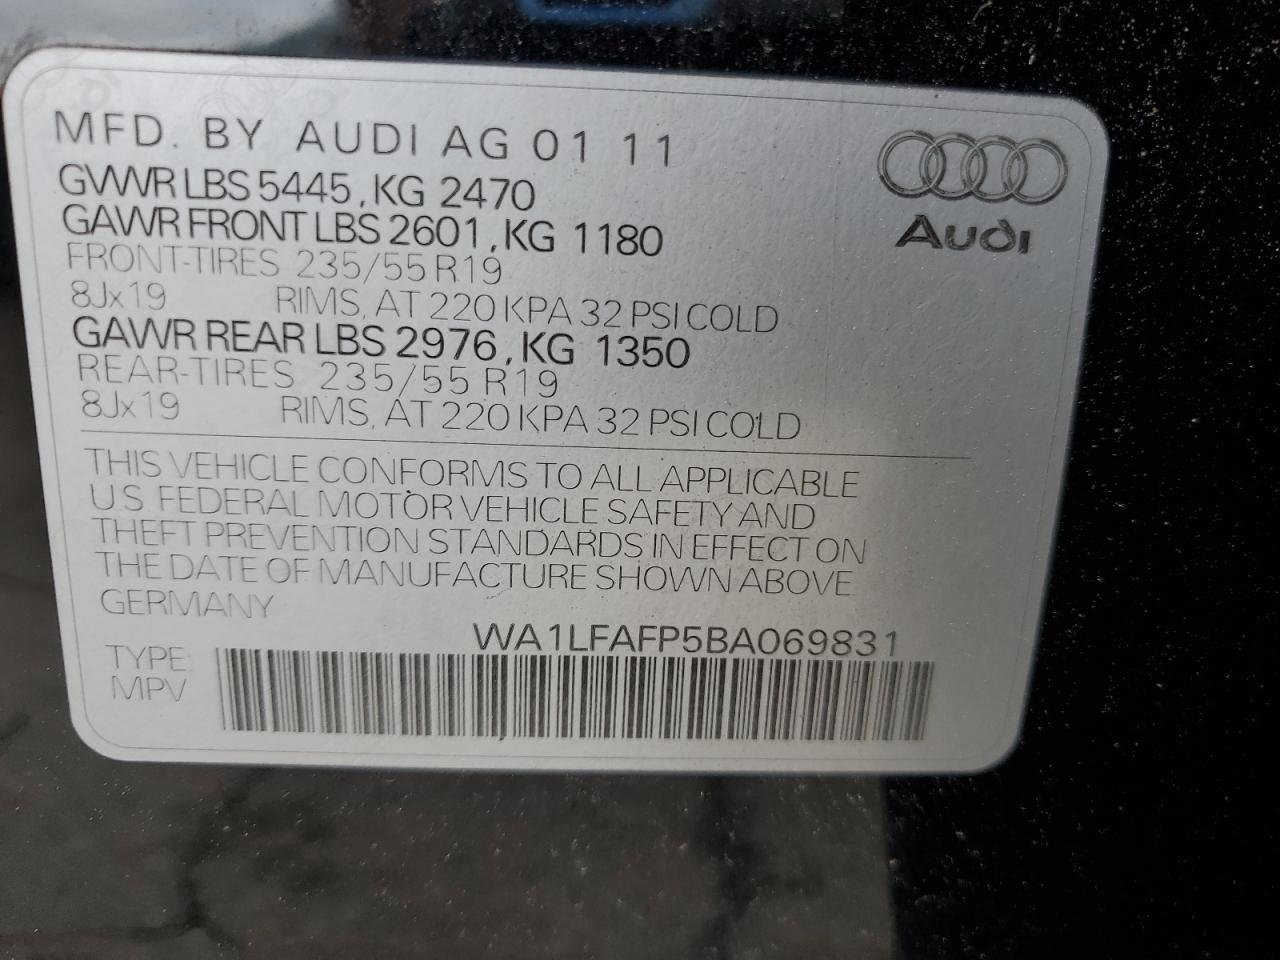 MFD. BY AUDI AG 01 11
GVWR LBS 5445, KG 2470
GAWR FRONT LBS 2601, KG 1180
FRONT-TIRES 235/55 R19
8Jx19 RIMS, AT 220 KPA 32 PSI COLD
GAWR REAR LBS 2976, KG 1350
REAR-TIRES 235/55 R19
8Jx19 RIMS, AT 220 KPA 32 PSI COLD
Audi
THIS VEHICLE CONFORMS TO ALL APPLICABLE
U.S. FEDERAL MOTOR VEHICLE SAFETY AND
THEFT PREVENTION STANDARDS IN EFFECT ON
THE DATE OF MANUFACTURE SHOWN ABOVE
GERMANY
WA1LFAFP5BA069831
TYPE:
MPV